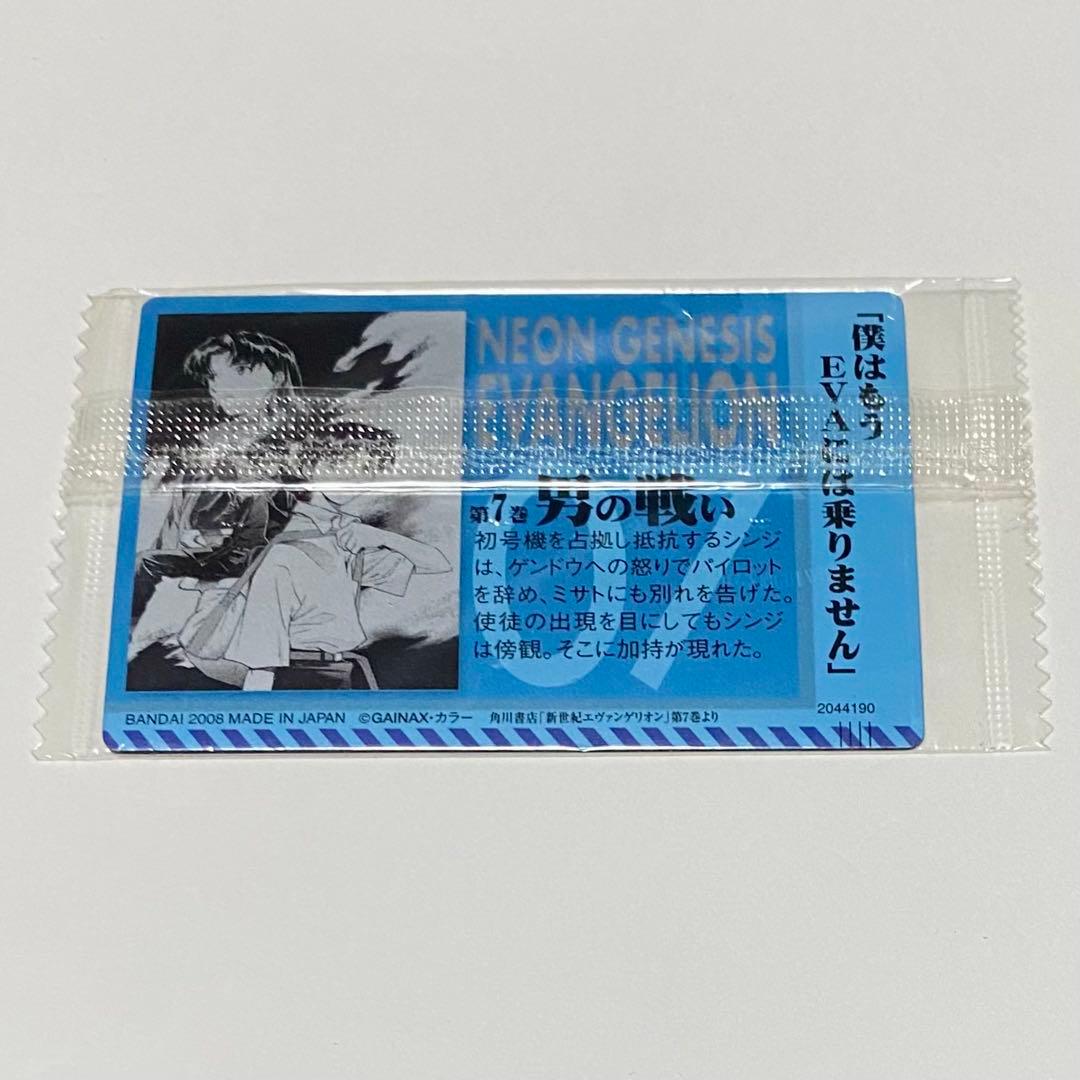 NEON GENESIS
EVANGELION
07
第7巻 男の戦い
初号機を占拠し抵抗するシンジ
は、ゲンドウへの怒りでパイロット
を辞め、ミサトにも別れを告げた。
使徒の出現を目にしてもシンジ
は傍観。そこに加持が現れた。
「僕はもう
EVAには乗りません」
2044190
BANDAI 2008 MADE IN JAPAN ©GAINAX・カラー 角川書店「新世紀エヴァンゲリオン」第7巻より